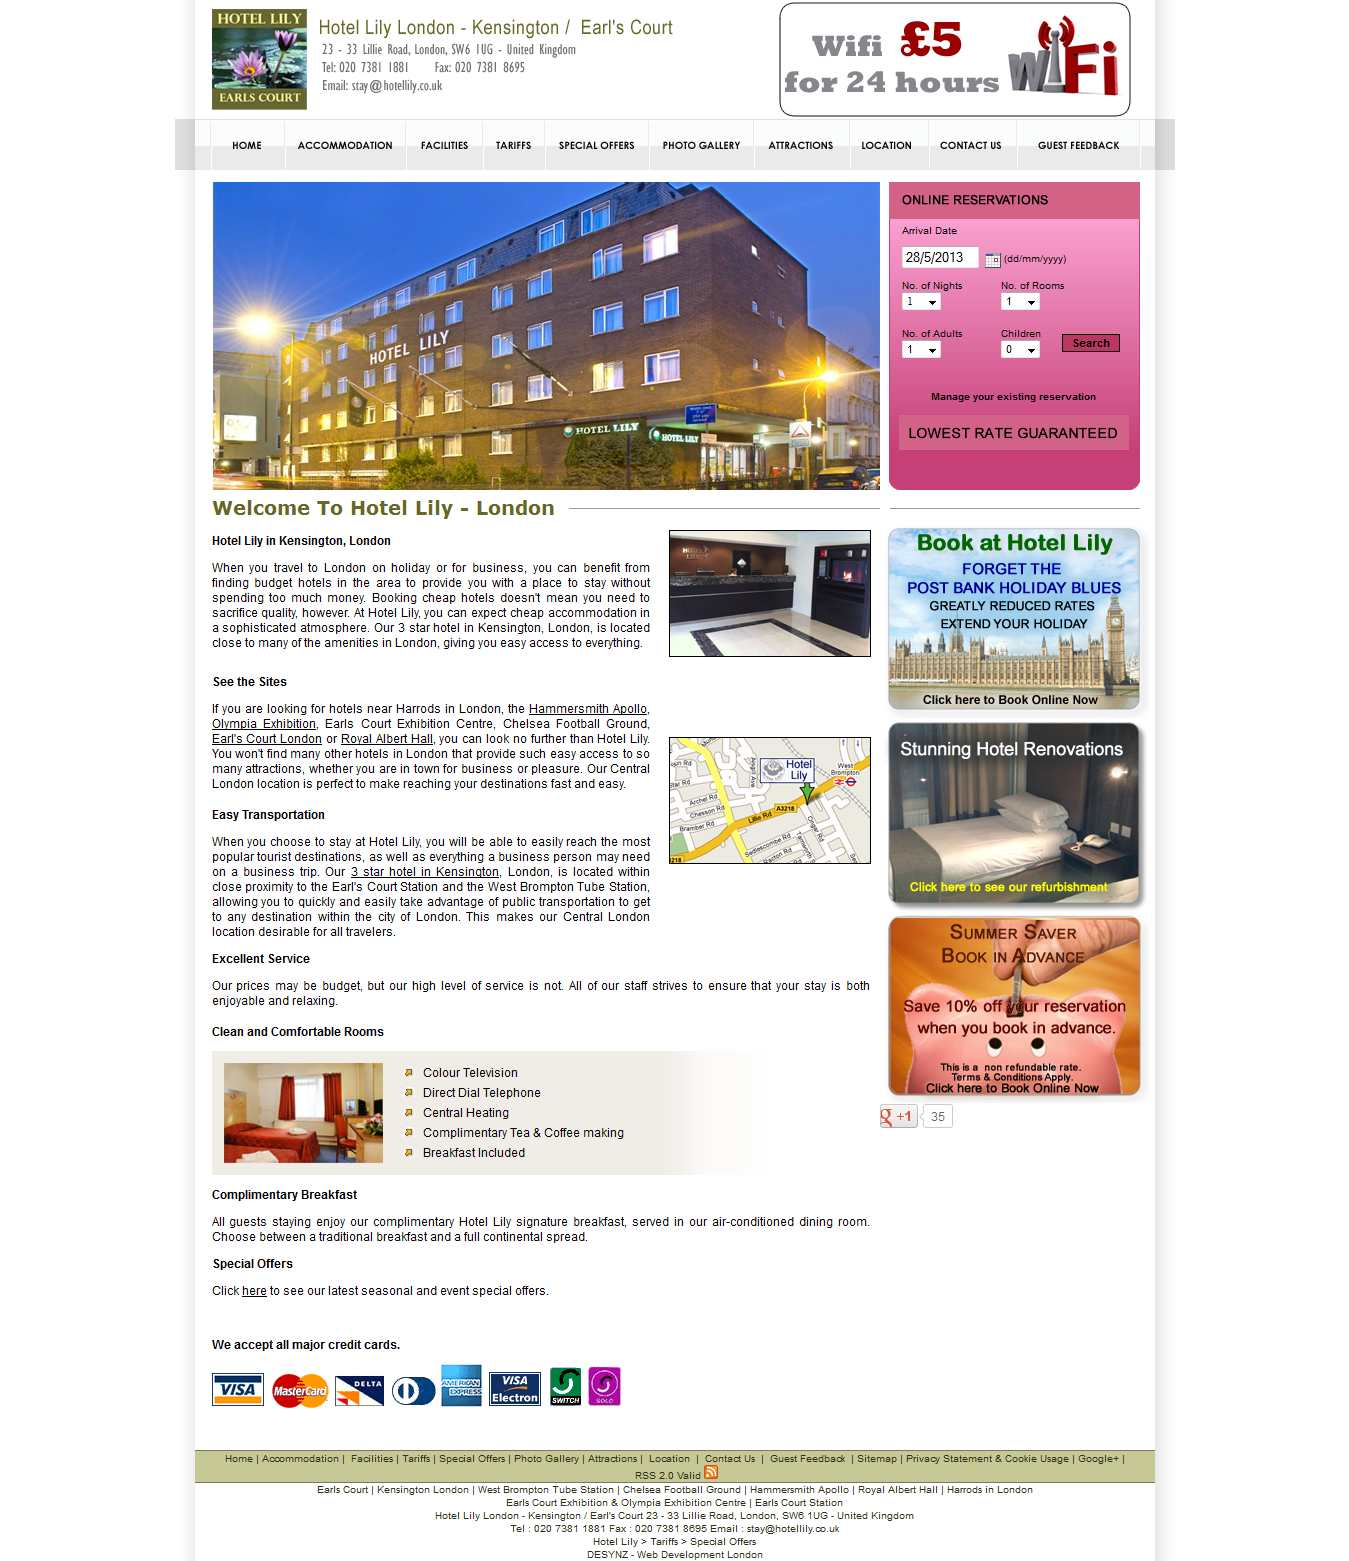 HOTEL LILY
EARLS COURT
Hotel Lily London - Kensington / Earl's Court
23 - 33 Lillie Road, London, SW6 1UG - United Kingdom
Tel: 020 7381 1881 Fax: 020 7381 8695
Email: stay@hotellily.co.uk
Wifi £5
for 24 hours
WiFi
HOME ACCOMMODATION FACILITIES TARIFFS SPECIAL OFFERS PHOTO GALLERY ATTRACTIONS LOCATION CONTACT US GUEST FEEDBACK
HOTEL LILY
HOTEL LILY
HOTEL LILY
ONLINE RESERVATIONS
Arrival Date
28/5/2013 (dd/mm/yyyy)
No. of Nights No. of Rooms
1 1
No. of Adults Children
1 0 Search
Manage your existing reservation
LOWEST RATE GUARANTEED
Welcome To Hotel Lily - London
Hotel Lily in Kensington, London
When you travel to London on holiday or for business, you can benefit from
finding budget hotels in the area to provide you with a place to stay without
spending too much money. Booking cheap hotels doesn't mean you need to
sacrifice quality, however. At Hotel Lily, you can expect cheap accommodation in
a sophisticated atmosphere. Our 3 star hotel in Kensington, London, is located
close to many of the amenities in London, giving you easy access to everything.
See the Sites
If you are looking for hotels near Harrods in London, the Hammersmith Apollo,
Olympia Exhibition, Earls Court Exhibition Centre, Chelsea Football Ground,
Earl's Court London or Royal Albert Hall, you can look no further than Hotel Lily.
You won't find many other hotels in London that provide such easy access to so
many attractions, whether you are in town for business or pleasure. Our Central
London location is perfect to make reaching your destinations fast and easy.
Easy Transportation
When you choose to stay at Hotel Lily, you will be able to easily reach the most
popular tourist destinations, as well as everything a business person may need
on a business trip. Our 3 star hotel in Kensington, London, is located within
close proximity to the Earl's Court Station and the West Brompton Tube Station,
allowing you to quickly and easily take advantage of public transportation to get
to any destination within the city of London. This makes our Central London
location desirable for all travelers.
Hotel
Lily
West
Brompton
Archel Rd
Chesson Rd
Bramber Rd
Lillie Rd
A3218
Ongar Rd
Sedlescombe Rd
Racton Rd
Tamworth
218
Excellent Service
Our prices may be budget, but our high level of service is not. All of our staff strives to ensure that your stay is both
enjoyable and relaxing.
Clean and Comfortable Rooms
Colour Television
Direct Dial Telephone
Central Heating
Complimentary Tea & Coffee making
Breakfast Included
Complimentary Breakfast
All guests staying enjoy our complimentary Hotel Lily signature breakfast, served in our air-conditioned dining room.
Choose between a traditional breakfast and a full continental spread.
Special Offers
Click here to see our latest seasonal and event special offers.
We accept all major credit cards.
VISA MasterCard DELTA AMERICAN EXPRESS VISA Electron SWITCH SOLO
Book at Hotel Lily
FORGET THE
POST BANK HOLIDAY BLUES
GREATLY REDUCED RATES
EXTEND YOUR HOLIDAY
Click here to Book Online Now
Stunning Hotel Renovations
Click here to see our refurbishment
SUMMER SAVER
BOOK IN ADVANCE
Save 10% off your reservation
when you book in advance.
This is a non refundable rate.
Terms & Conditions Apply.
Click here to Book Online Now
g +1 35
Home | Accommodation | Facilities | Tariffs | Special Offers | Photo Gallery | Attractions | Location | Contact Us | Guest Feedback | Sitemap | Privacy Statement & Cookie Usage | Google+ |
RSS 2.0 Valid
Earls Court | Kensington London | West Brompton Tube Station | Chelsea Football Ground | Hammersmith Apollo | Royal Albert Hall | Harrods in London
Earls Court Exhibition & Olympia Exhibition Centre | Earls Court Station
Hotel Lily London - Kensington / Earl's Court 23 - 33 Lillie Road, London, SW6 1UG - United Kingdom
Tel : 020 7381 1881 Fax : 020 7381 8695 Email : stay@hotellily.co.uk
Hotel Lily > Tariffs > Special Offers
DESYNZ - Web Development London